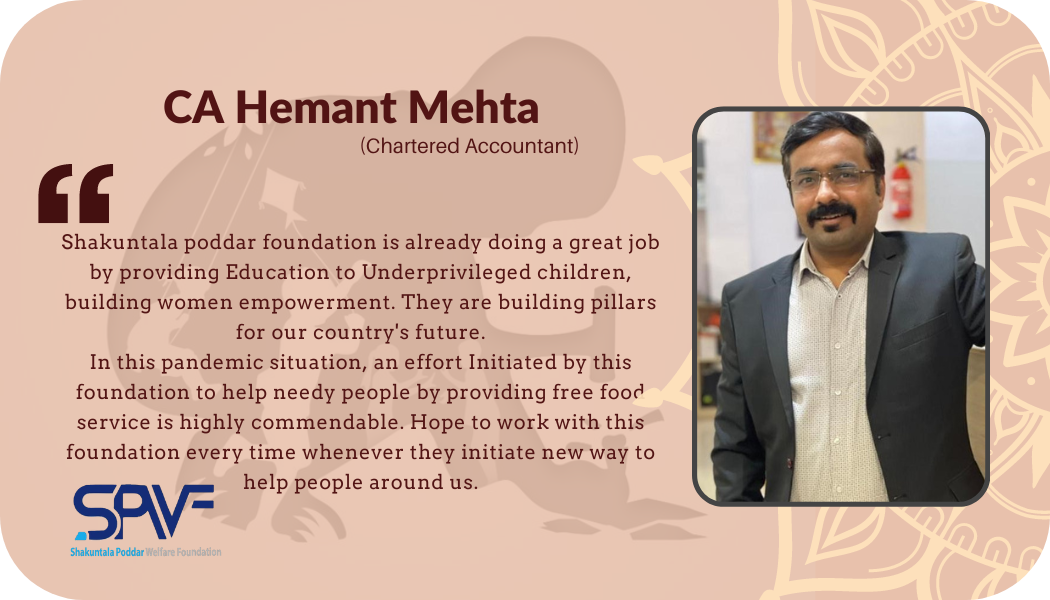 CA Hemant Mehta
(Chartered Accountant)
“
Shakuntala poddar foundation is already doing a great job
by providing Education to Underprivileged children,
building women empowerment. They are building pillars
for our country's future.
In this pandemic situation, an effort Initiated by this
foundation to help needy people by providing free food
service is highly commendable. Hope to work with this
foundation every time whenever they initiate new way to
help people around us.
SPWF
Shakuntala Poddar Welfare Foundation